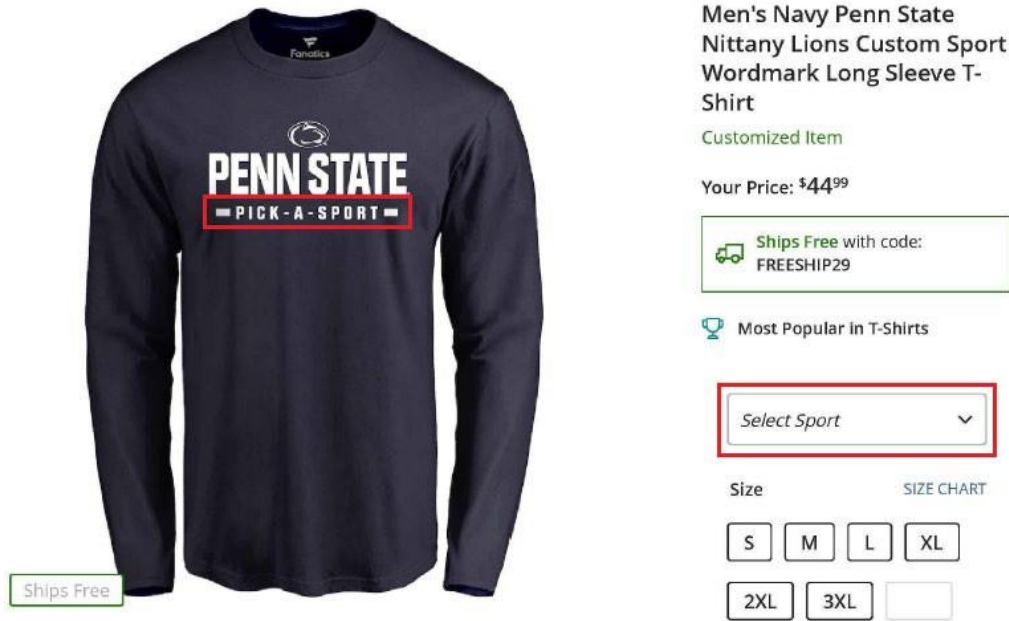 Fanatics
PENN STATE
PICK-A-SPORT
Ships Free
Men's Navy Penn State
Nittany Lions Custom Sport
Wordmark Long Sleeve T-
Shirt
Customized Item
Your Price: $44⁹⁹
Ships Free with code:
FREESHIP29
Most Popular in T-Shirts
Select Sport
Size SIZE CHART
S M L XL
2XL 3XL